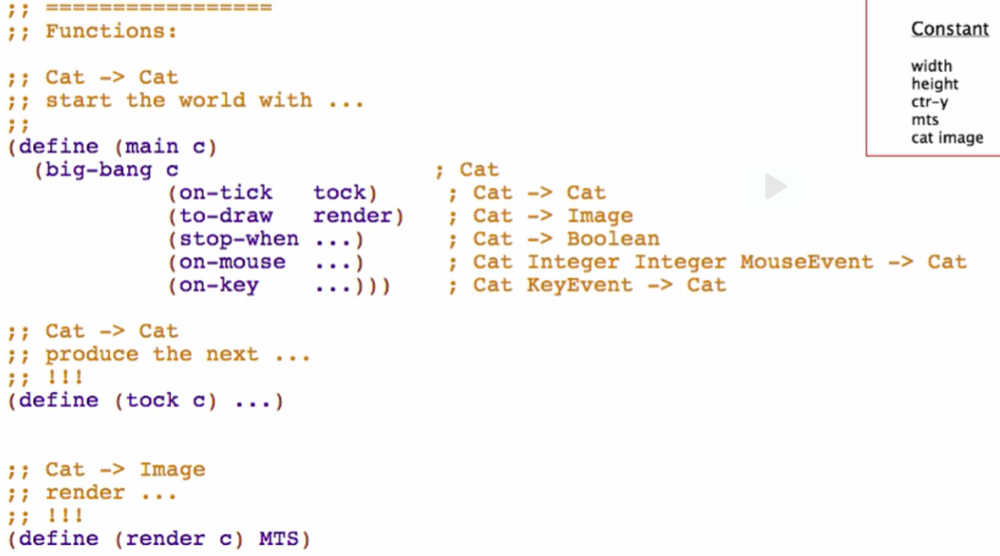 ;; =================
;; Functions:
;; Cat -> Cat
;; start the world with ...
;;
(define (main c)
  (big-bang c                   ; Cat
            (on-tick   tock)     ; Cat -> Cat
            (to-draw   render)   ; Cat -> Image
            (stop-when ...)      ; Cat -> Boolean
            (on-mouse  ...)      ; Cat Integer Integer MouseEvent -> Cat
            (on-key    ...)))    ; Cat KeyEvent -> Cat
;; Cat -> Cat
;; produce the next ...
;; !!!
(define (tock c) ...)
;; Cat -> Image
;; render ...
;; !!!
(define (render c) MTS)
Constant
width
height
ctr-y
mts
cat image